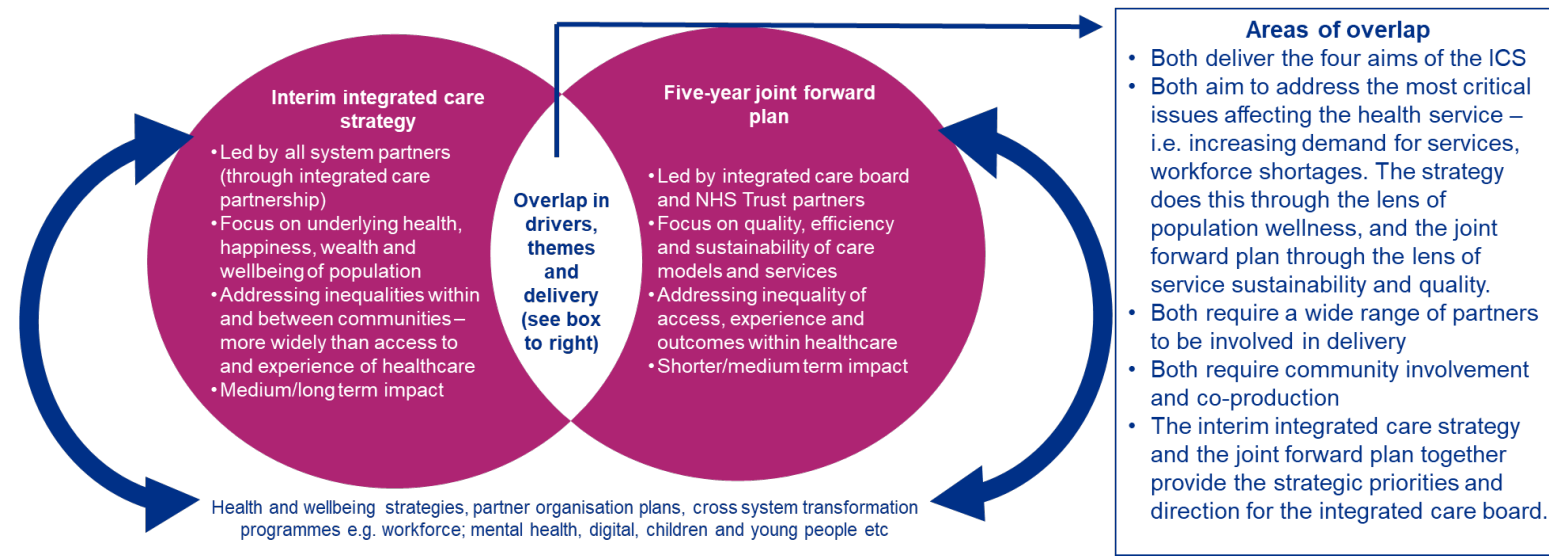 Interim integrated care
strategy
•Led by all system partners
(through integrated care
partnership)
•Focus on underlying health,
happiness, wealth and
wellbeing of population
•Addressing inequalities within
and between communities –
more widely than access to
and experience of healthcare
•Medium/long term impact
Overlap in
drivers,
themes
and
delivery
(see box
to right)
Five-year joint forward
plan
•Led by integrated care board
and NHS Trust partners
•Focus on quality, efficiency
and sustainability of care
models and services
•Addressing inequality of
access, experience and
outcomes within healthcare
•Shorter/medium term impact
Health and wellbeing strategies, partner organisation plans, cross system transformation
programmes e.g. workforce; mental health, digital, children and young people etc
Areas of overlap
• Both deliver the four aims of the ICS
• Both aim to address the most critical
issues affecting the health service –
i.e. increasing demand for services,
workforce shortages. The strategy
does this through the lens of
population wellness, and the joint
forward plan through the lens of
service sustainability and quality.
• Both require a wide range of partners
to be involved in delivery
• Both require community involvement
and co-production
• The interim integrated care strategy
and the joint forward plan together
provide the strategic priorities and
direction for the integrated care board.